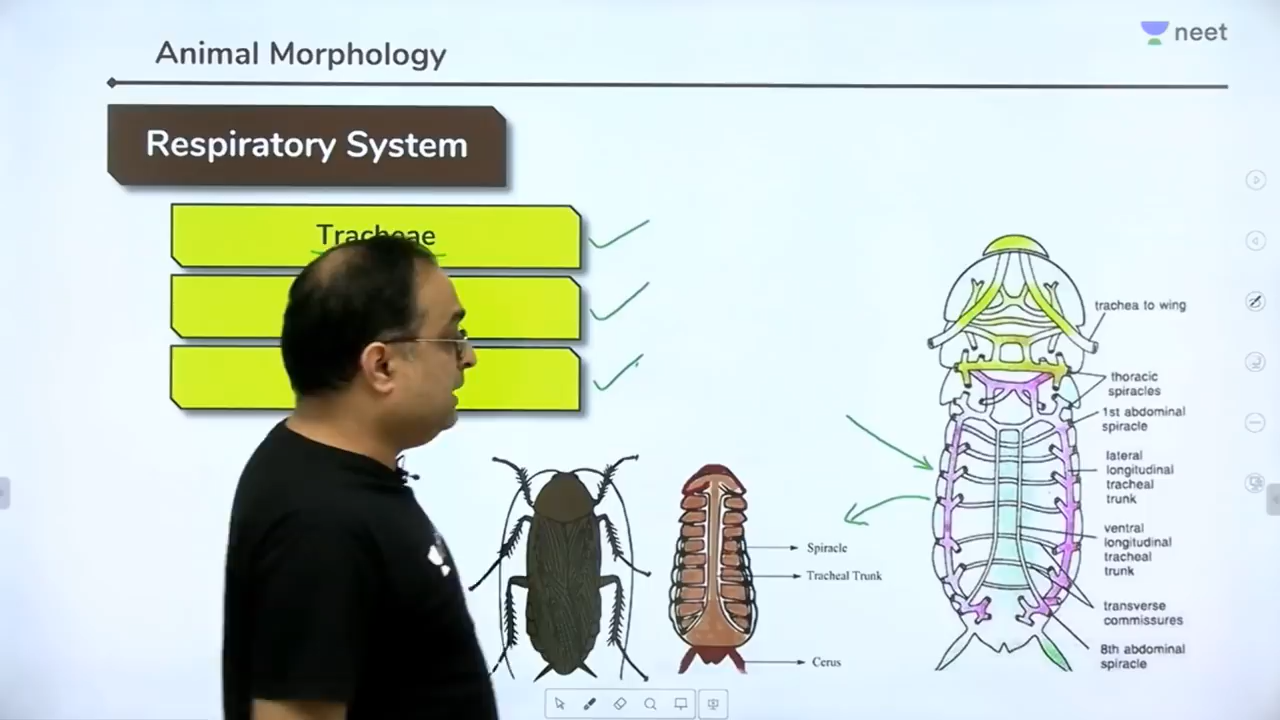 Animal Morphology
neet
Respiratory System
Tracheae
trachea to wing
thoracic
spiracles
1st abdominal
spiracle
lateral
longitudinal
tracheal
trunk
ventral
longitudinal
tracheal
trunk
transverse
commissures
8th abdominal
spiracle
Spiracle
Tracheal Trunk
Cerus